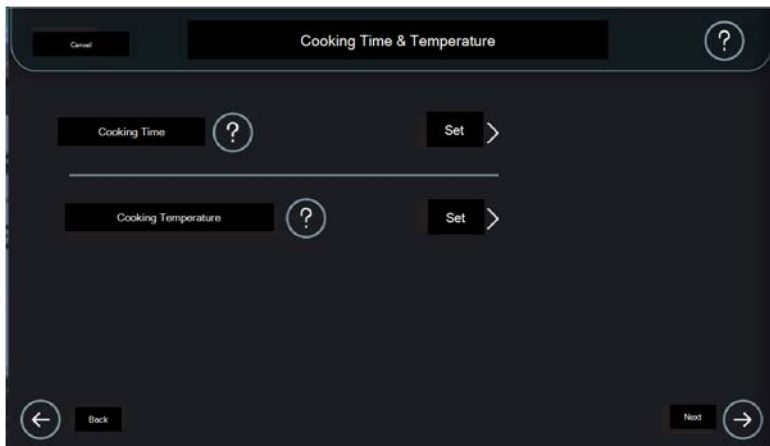 Cancel
Cooking Time & Temperature
?
Cooking Time
?
Set
Cooking Temperature
?
Set
Back
Next